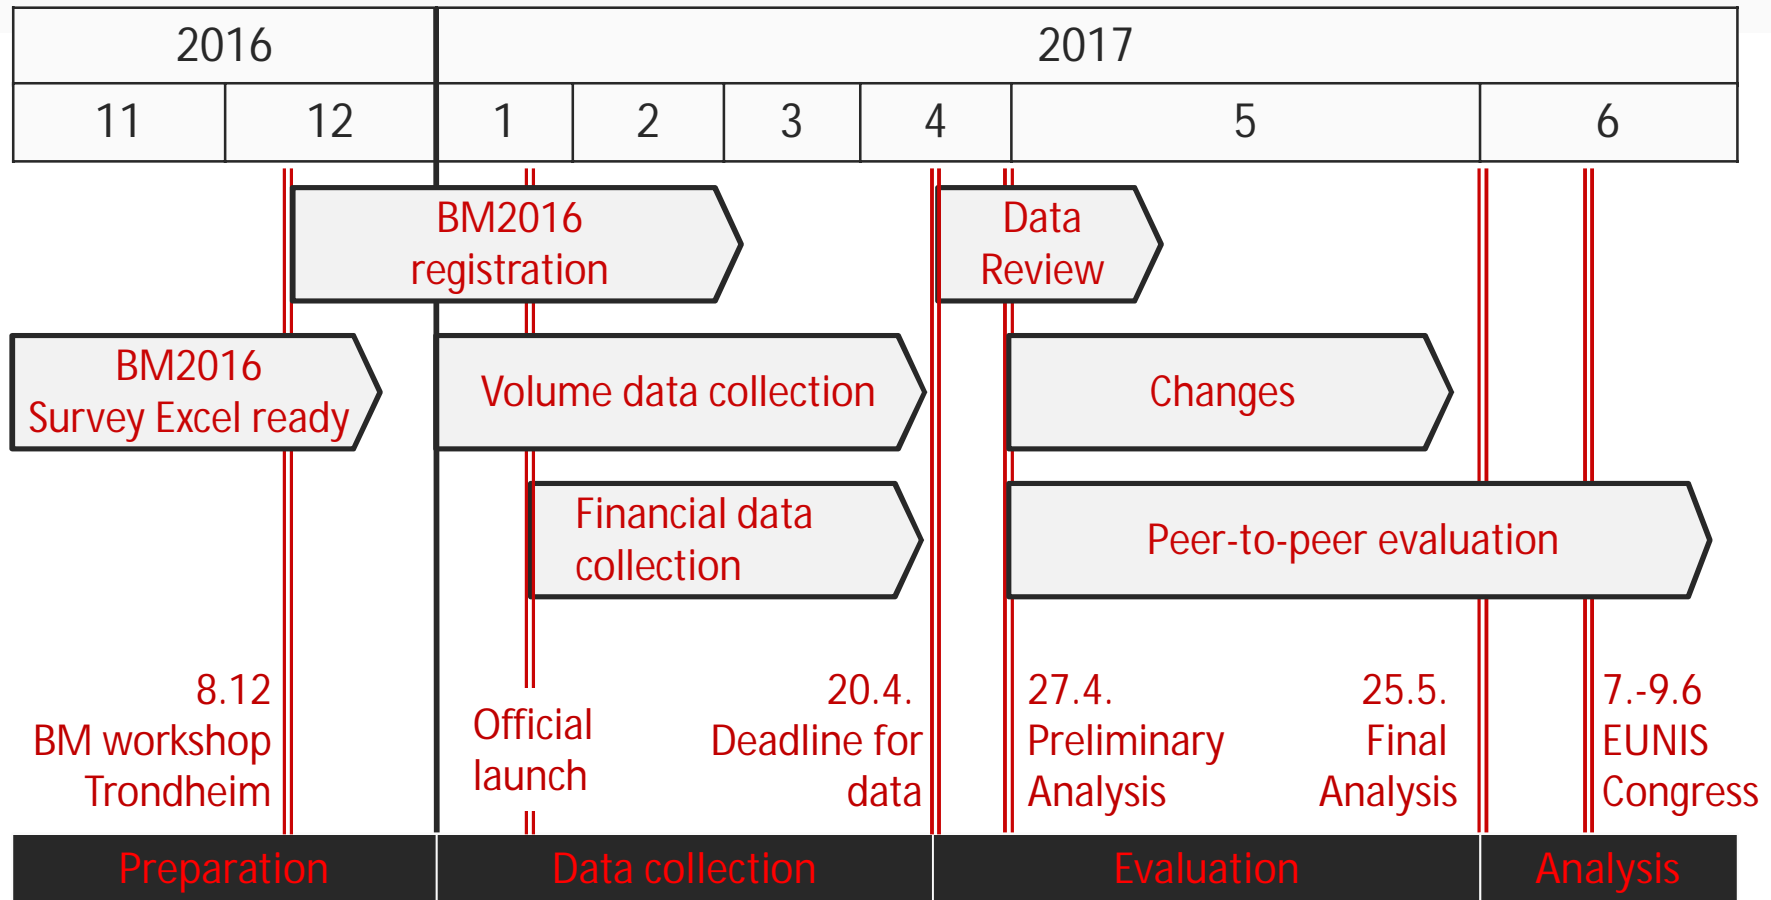 2016
2017
11
12
1
2
3
4
5
6
BM2016
registration
Data
Review
BM2016
Survey Excel ready
Volume data collection
Changes
Financial data
collection
Peer-to-peer evaluation
8.12
BM workshop
Trondheim
Official
launch
20.4.
Deadline for
data
27.4.
Preliminary
Analysis
25.5.
Final
Analysis
7.-9.6
EUNIS
Congress
Preparation
Data collection
Evaluation
Analysis